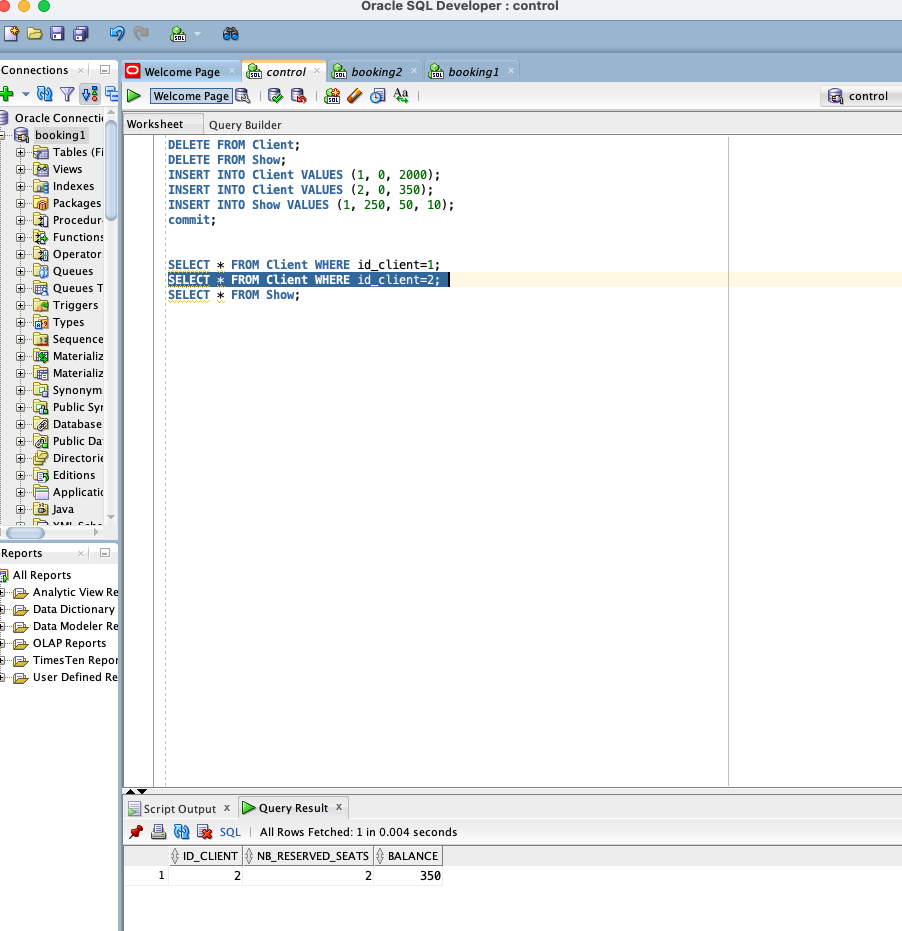 Oracle SQL Developer : control
Connections
Welcome Page
control
booking2
booking1
Welcome Page
control
Worksheet
Query Builder
Oracle Connecti
booking1
Tables (Fi
Views
Indexes
Packages
Procedur
Functions
Operator
Queues
Queues T
Triggers
Types
Sequence
Materializ
Materializ
Synonym
Public Syn
Database
Public Da
Directorie
Editions
Applicatio
Java
XML Sche
DELETE FROM Client;
DELETE FROM Show;
INSERT INTO Client VALUES (1, 0, 2000);
INSERT INTO Client VALUES (2, 0, 350);
INSERT INTO Show VALUES (1, 250, 50, 10);
commit;
SELECT * FROM Client WHERE id_client=1;
SELECT * FROM Client WHERE id_client=2;
SELECT * FROM Show;
Reports
All Reports
Analytic View Re
Data Dictionary
Data Modeler Re
OLAP Reports
TimesTen Repor
User Defined Re
Script Output x
Query Result x
SQL | All Rows Fetched: 1 in 0.004 seconds
ID_CLIENT NB_RESERVED_SEATS BALANCE
1 2 2 350